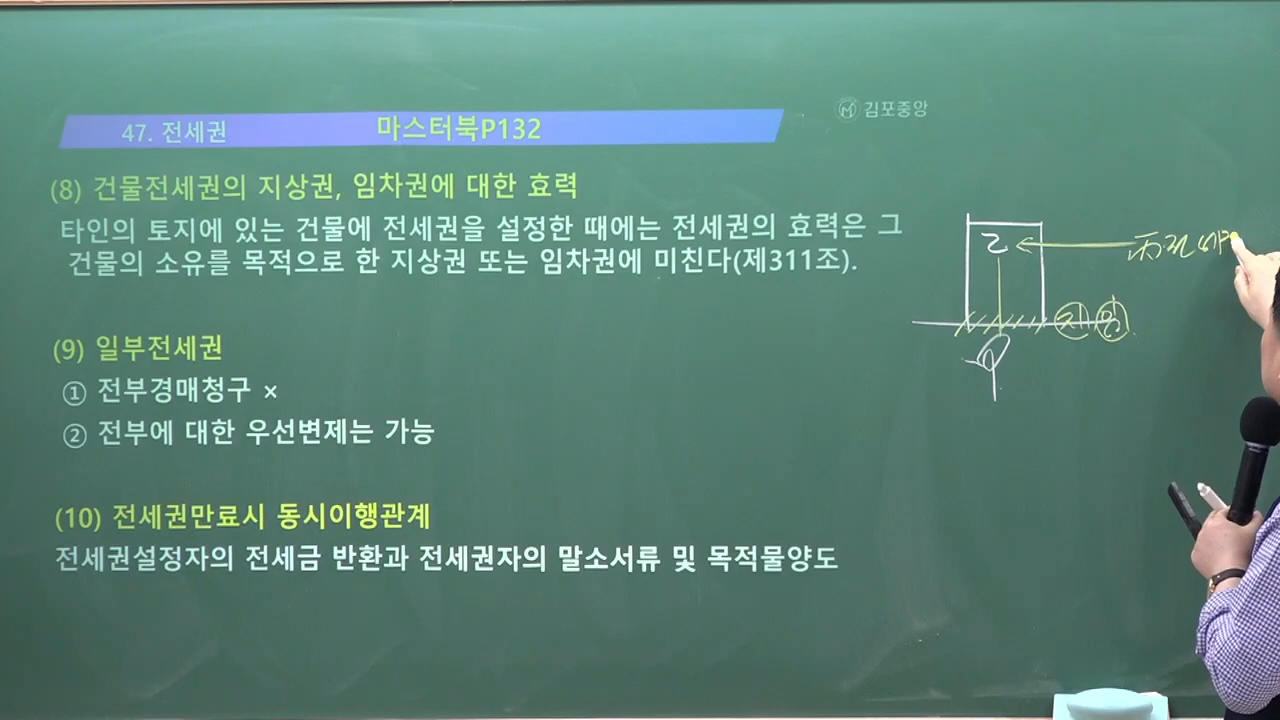 김포중앙
47. 전세권 마스터북P132
(8) 건물전세권의 지상권, 임차권에 대한 효력
타인의 토지에 있는 건물에 전세권을 설정한 때에는 전세권의 효력은 그
건물의 소유를 목적으로 한 지상권 또는 임차권에 미친다(제311조).
乙
丙
지 임
(9) 일부전세권
① 전부경매청구 ×
② 전부에 대한 우선변제는 가능
(10) 전세권만료시 동시이행관계
전세권설정자의 전세금 반환과 전세권자의 말소서류 및 목적물양도